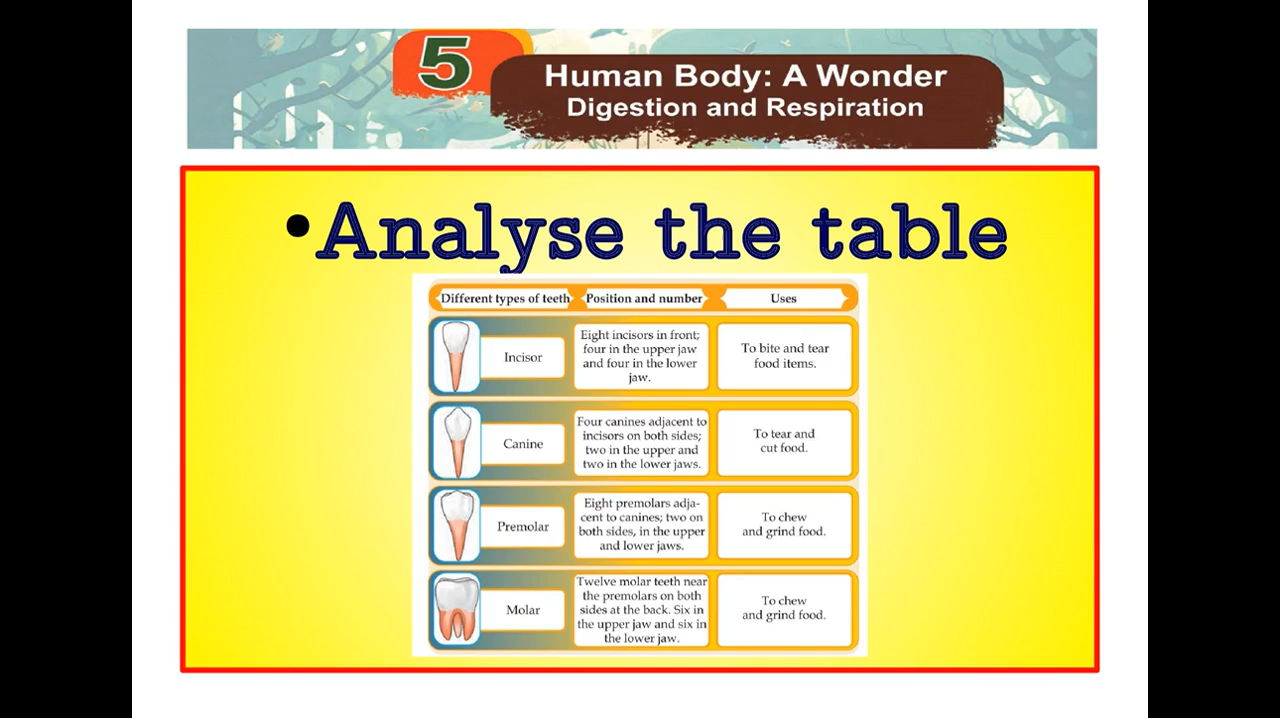 5
Human Body: A Wonder
Digestion and Respiration
•Analyse the table
Different types of teeth
Position and number
Uses
Incisor
Eight incisors in front;
four in the upper jaw
and four in the lower
jaw.
To bite and tear
food items.
Canine
Four canines adjacent to
incisors on both sides;
two in the upper and
two in the lower jaws.
To tear and
cut food.
Premolar
Eight premolars adja-
cent to canines; two on
both sides, in the upper
and lower jaws.
To chew
and grind food.
Molar
Twelve molar teeth near
the premolars on both
sides at the back. Six in
the upper jaw and six in
the lower jaw.
To chew
and grind food.